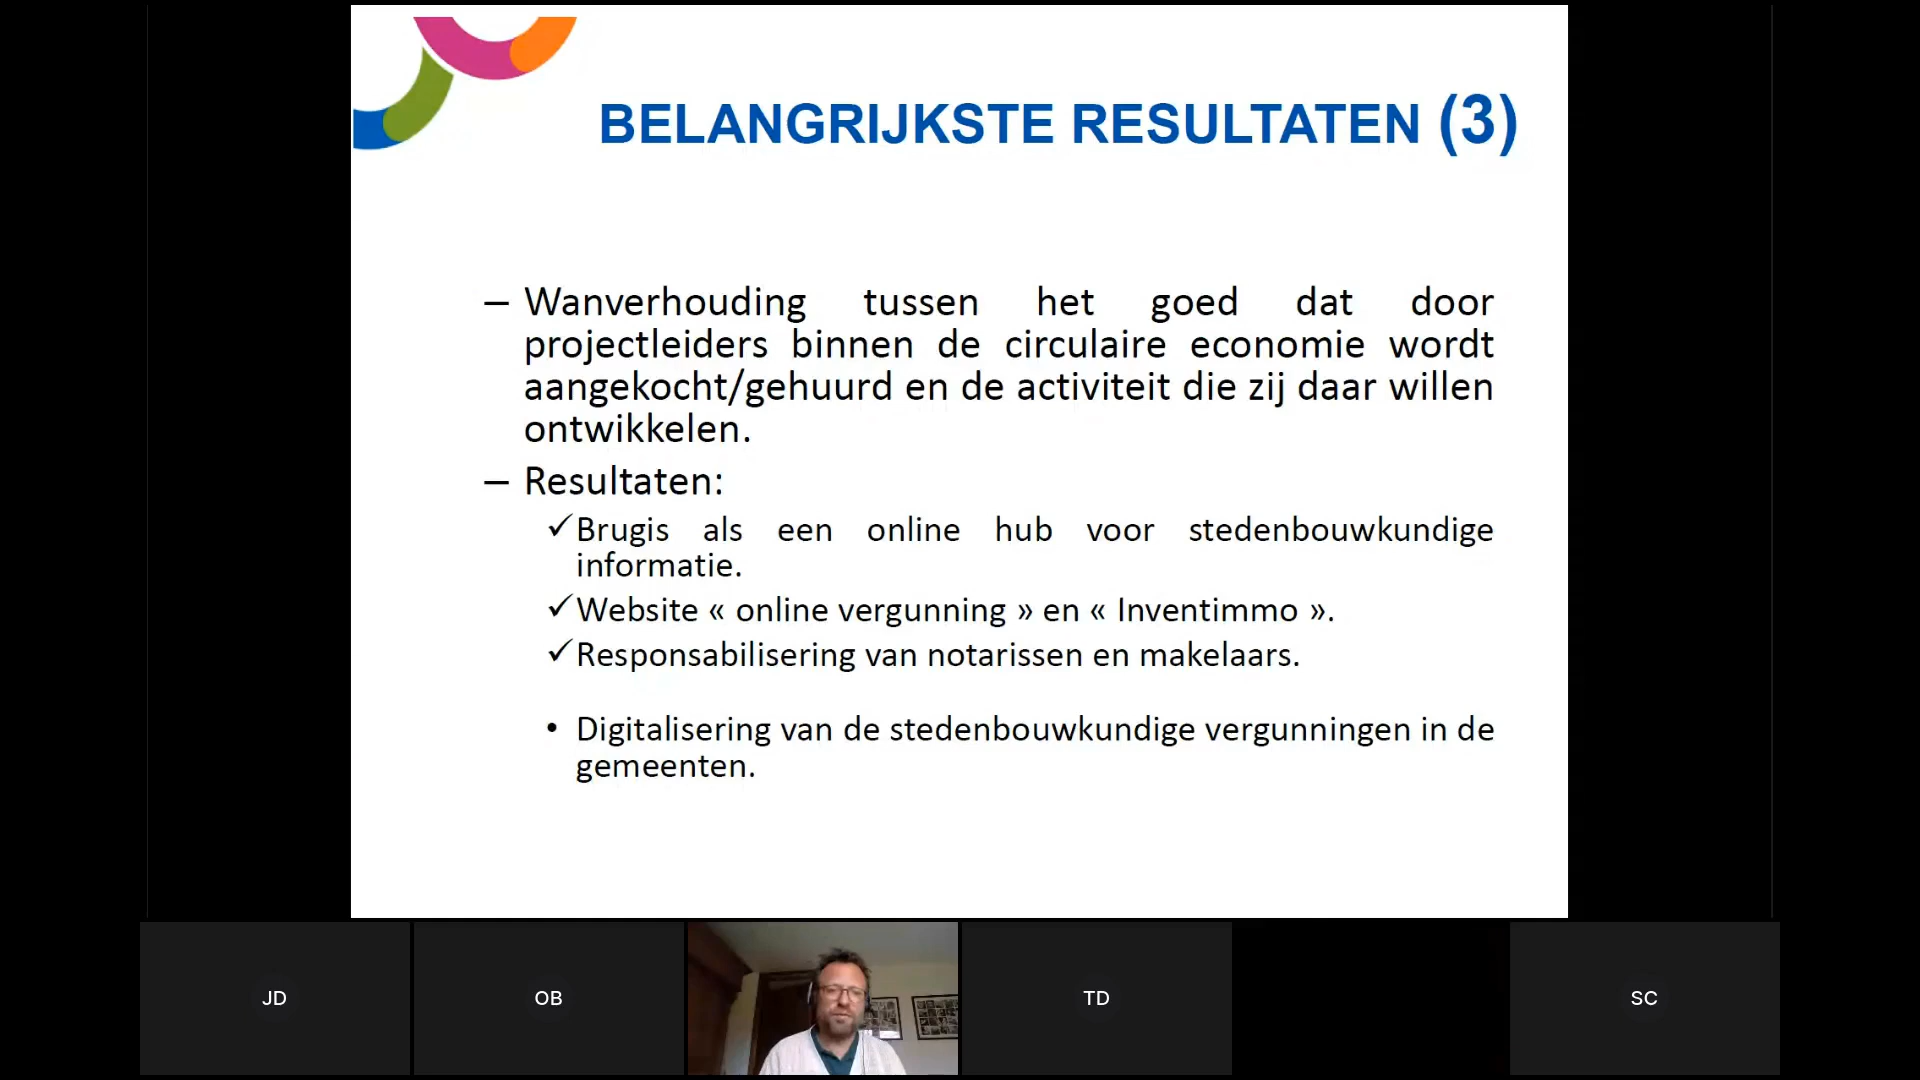 BELANGRIJKSTE RESULTATEN (3)
– Wanverhouding tussen het goed dat door
projectleiders binnen de circulaire economie wordt
aangekocht/gehuurd en de activiteit die zij daar willen
ontwikkelen.
– Resultaten:
✓Brugis als een online hub voor stedenbouwkundige
informatie.
✓Website « online vergunning » en « Inventimmo ».
✓Responsabilisering van notarissen en makelaars.
• Digitalisering van de stedenbouwkundige vergunningen in de
gemeenten.
JD
OB
TD
SC